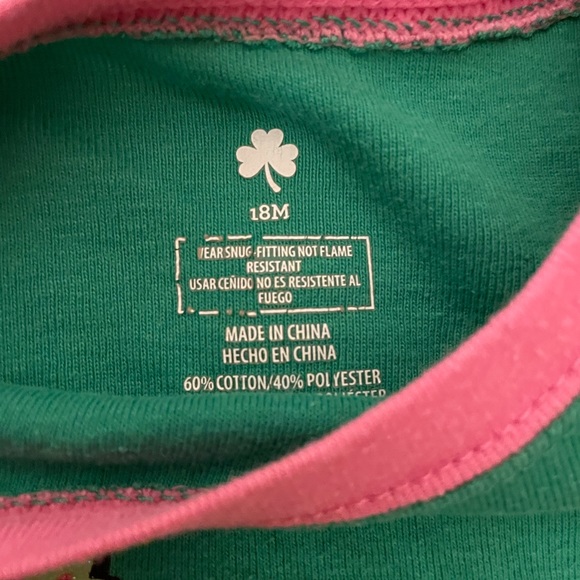 18M
WEAR SNUG-FITTING NOT FLAME
RESISTANT
USAR CEÑIDO NO ES RESISTENTE AL
FUEGO
MADE IN CHINA
HECHO EN CHINA
60% COTTON/40% POLYESTER